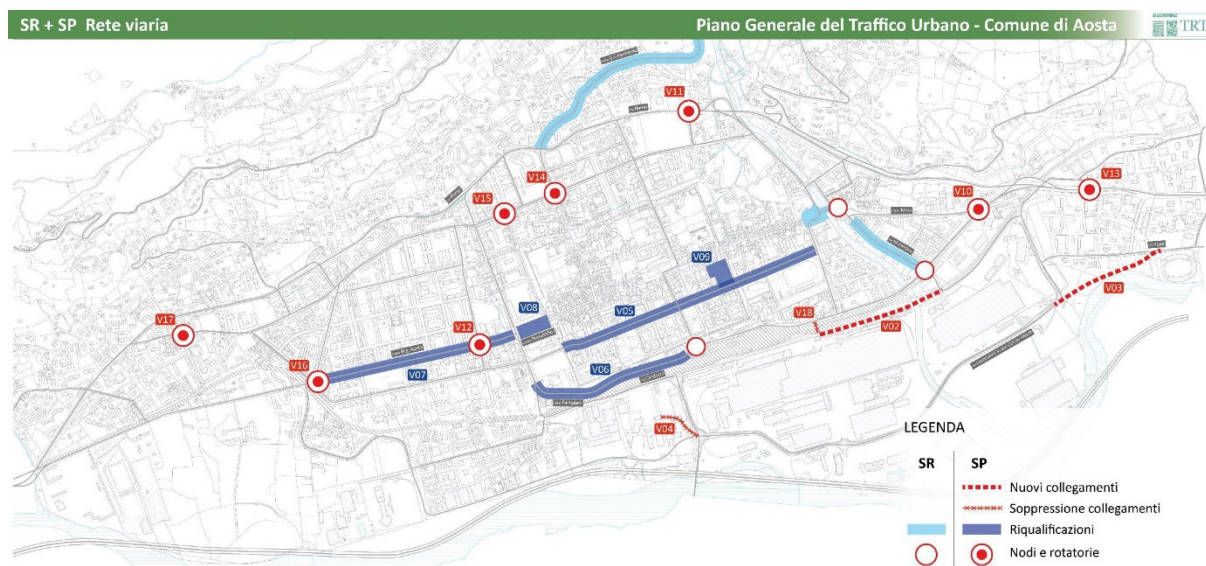 SR + SP Rete viaria
Piano Generale del Traffico Urbano - Comune di Aosta
TRT
V11
V14
V15
V13
V10
V09
V03
V17
V08
V05
V18
V02
V12
V16
V07
V06
V04
LEGENDA
SR SP
Nuovi collegamenti
Soppressione collegamenti
Riqualificazioni
Nodi e rotatorie